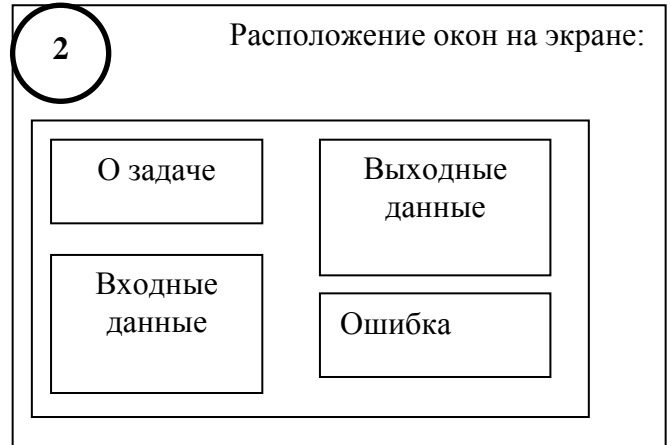 2
Расположение окон на экране:
О задаче
Выходные
данные
Входные
данные
Ошибка